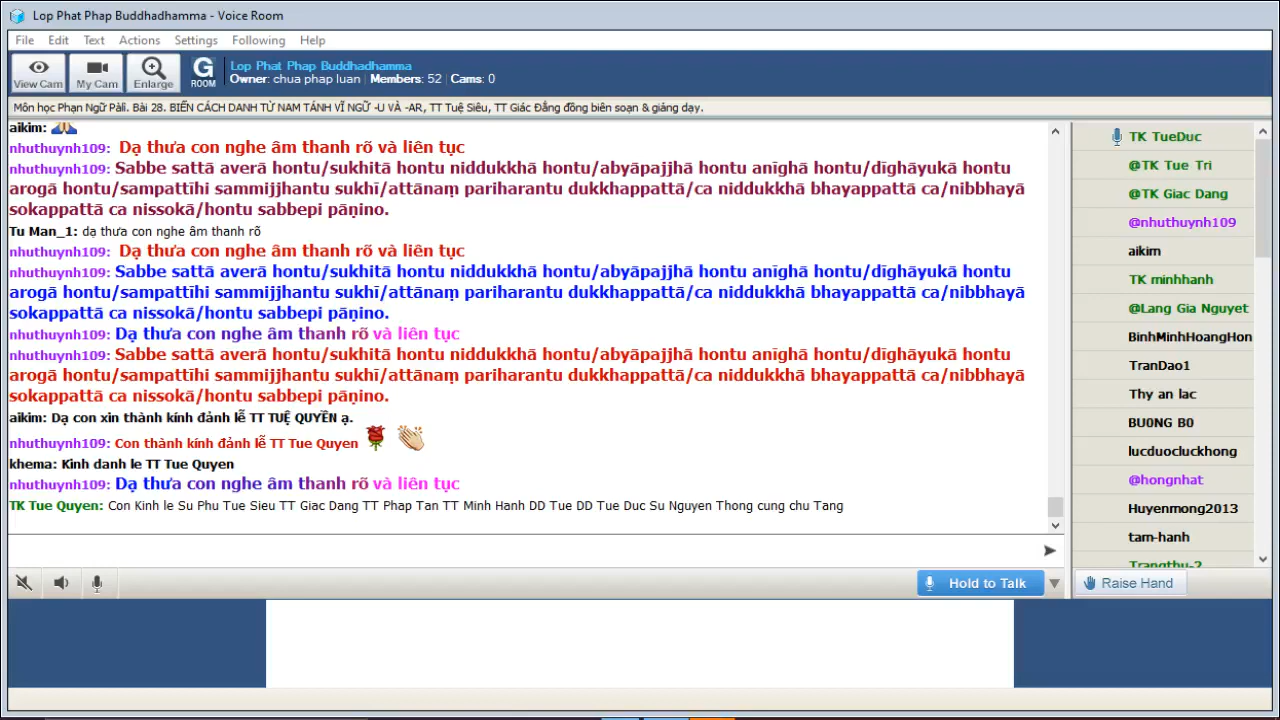 Lop Phat Phap Buddhadhamma - Voice Room
File Edit Text Actions Settings Following Help
View Cam My Cam Enlarge G ROOM
Lop Phat Phap Buddhadhamma
Owner: chua phap luan | Members: 52 | Cams: 0
Môn học Phạn Ngữ Pàli. Bài 28. BIẾN CÁCH DANH TỪ NAM TÁNH VĨ NGỮ -U VÀ -AR, TT Tuệ Siêu, TT Giác Đẳng đồng biên soạn & giảng dạy.
aikim:
nhuthuynh109: Dạ thưa con nghe âm thanh rõ và liên tục
nhuthuynh109: Sabbe sattā averā hontu/sukhitā hontu niddukkhā hontu/abyāpajjhā hontu anīghā hontu/dīghāyukā hontu
arogā hontu/sampattīhi sammijjhantu sukhī/attānaṃ pariharantu dukkhappattā/ca niddukkhā bhayappattā ca/nibbhayā
sokappattā ca nissokā/hontu sabbepi pāṇino.
Tu Man_1: dạ thưa con nghe âm thanh rõ
nhuthuynh109: Dạ thưa con nghe âm thanh rõ và liên tục
nhuthuynh109: Sabbe sattā averā hontu/sukhitā hontu niddukkhā hontu/abyāpajjhā hontu anīghā hontu/dīghāyukā hontu
arogā hontu/sampattīhi sammijjhantu sukhī/attānaṃ pariharantu dukkhappattā/ca niddukkhā bhayappattā ca/nibbhayā
sokappattā ca nissokā/hontu sabbepi pāṇino.
nhuthuynh109: Dạ thưa con nghe âm thanh rõ và liên tục
nhuthuynh109: Sabbe sattā averā hontu/sukhitā hontu niddukkhā hontu/abyāpajjhā hontu anīghā hontu/dīghāyukā hontu
arogā hontu/sampattīhi sammijjhantu sukhī/attānaṃ pariharantu dukkhappattā/ca niddukkhā bhayappattā ca/nibbhayā
sokappattā ca nissokā/hontu sabbepi pāṇino.
aikim: Dạ con xin thành kính đảnh lễ TT TUỆ QUYỀN ạ.
nhuthuynh109: Con thành kính đảnh lễ TT Tue Quyen
khema: Kinh danh le TT Tue Quyen
nhuthuynh109: Dạ thưa con nghe âm thanh rõ và liên tục
TK Tue Quyen: Con Kinh le Su Phu Tue Sieu TT Giac Dang TT Phap Tan TT Minh Hanh DD Tue DD Tue Duc Su Nguyen Thong cung chu Tang
TK TueDuc
@TK Tue Tri
@TK Giac Dang
@nhuthuynh109
aikim
TK minhhanh
@Lang Gia Nguyet
BinhMinhHoangHon
TranDao1
Thy an lac
BU0NG B0
lucduocluckhong
@hongnhat
Huyenmong2013
tam-hanh
Trangthu-2
Hold to Talk
Raise Hand